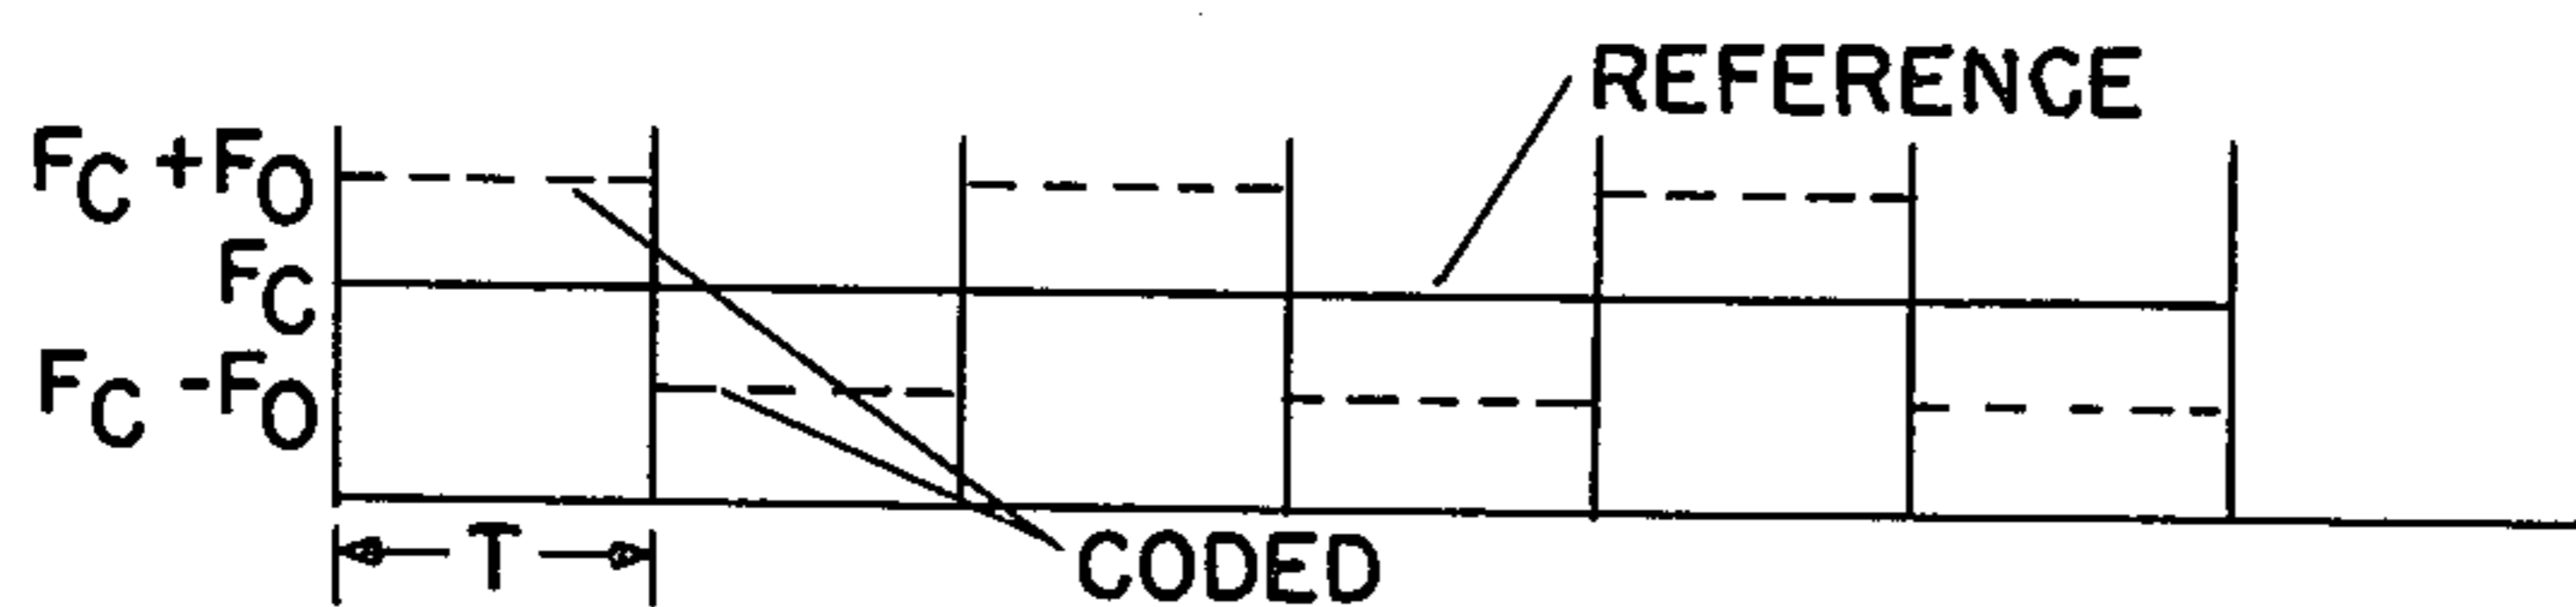 REFERENCE
FC +FO
FC
FC -FO
T
CODED